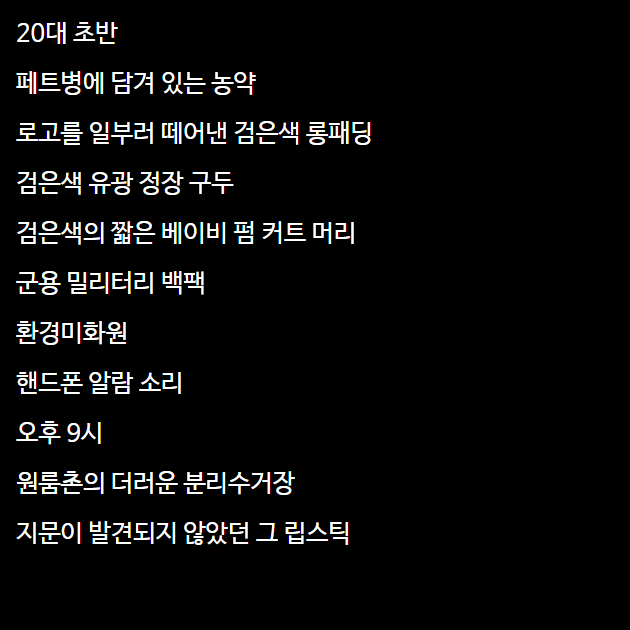 20대 초반
페트병에 담겨 있는 농약
로고를 일부러 떼어낸 검은색 롱패딩
검은색 유광 정장 구두
검은색의 짧은 베이비 펌 커트 머리
군용 밀리터리 백팩
환경미화원
핸드폰 알람 소리
오후 9시
원룸촌의 더러운 분리수거장
지문이 발견되지 않았던 그 립스틱